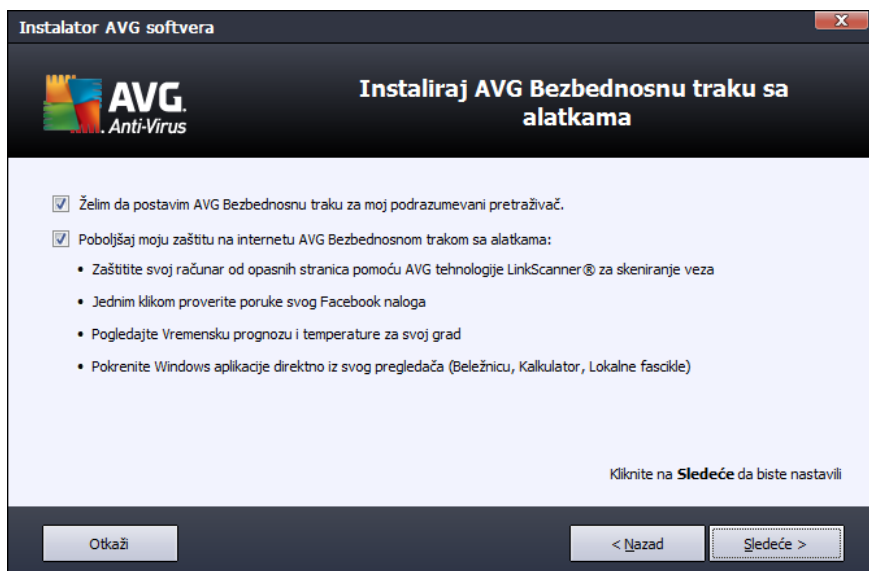 Instalator AVG softvera
AVG.
Anti-Virus
Instaliraj AVG Bezbednosnu traku sa
alatkama
Želim da postavim AVG Bezbednosnu traku za moj podrazumevani pretraživač.
Poboljšaj moju zaštitu na internetu AVG Bezbednosnom trakom sa alatkama:
• Zaštitite svoj računar od opasnih stranica pomoću AVG tehnologije LinkScanner® za skeniranje veza
• Jednim klikom proverite poruke svog Facebook naloga
• Pogledajte Vremensku prognozu i temperature za svoj grad
• Pokrenite Windows aplikacije direktno iz svog pregledača (Beležnicu, Kalkulator, Lokalne fascikle)
Kliknite na Sledeće da biste nastavili
Otkaži
< Nazad
Sledeće >